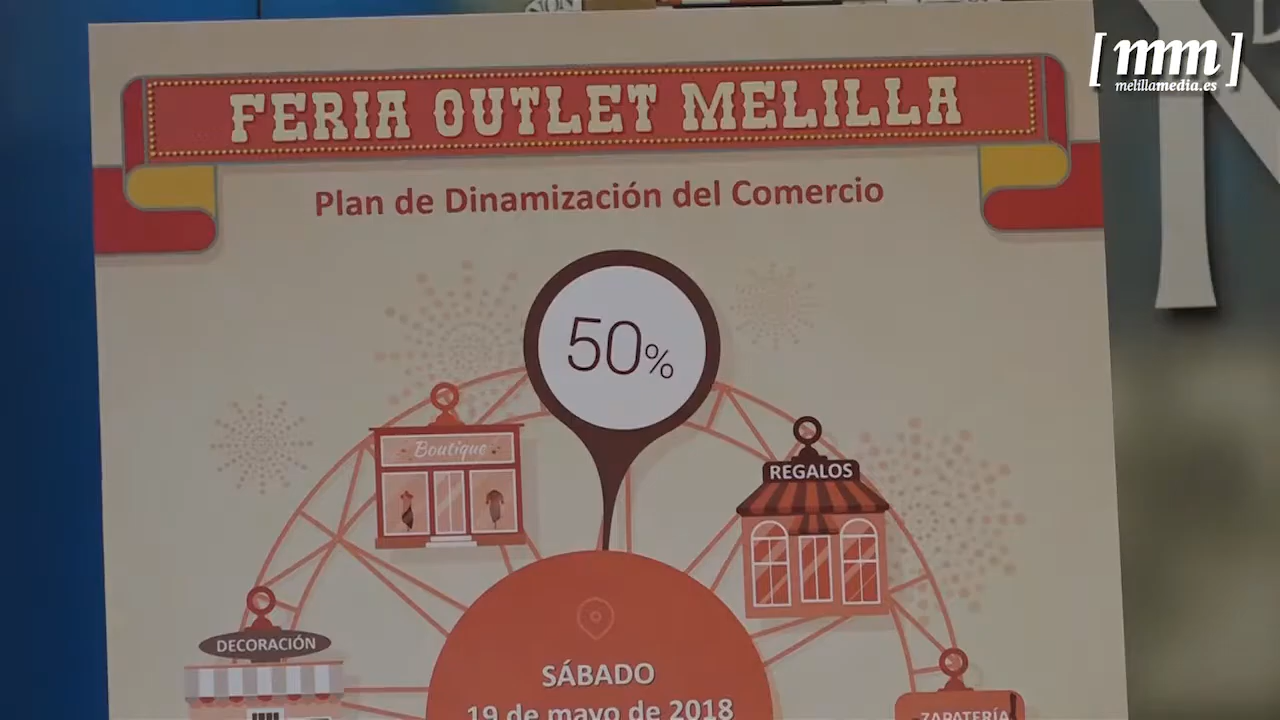 [mm]
melillamedia.es
FERIA OUTLET MELILLA
Plan de Dinamización del Comercio
50%
Boutique
REGALOS
DECORACIÓN
SÁBADO
19 de mayo de 2018
ZAPATERÍA